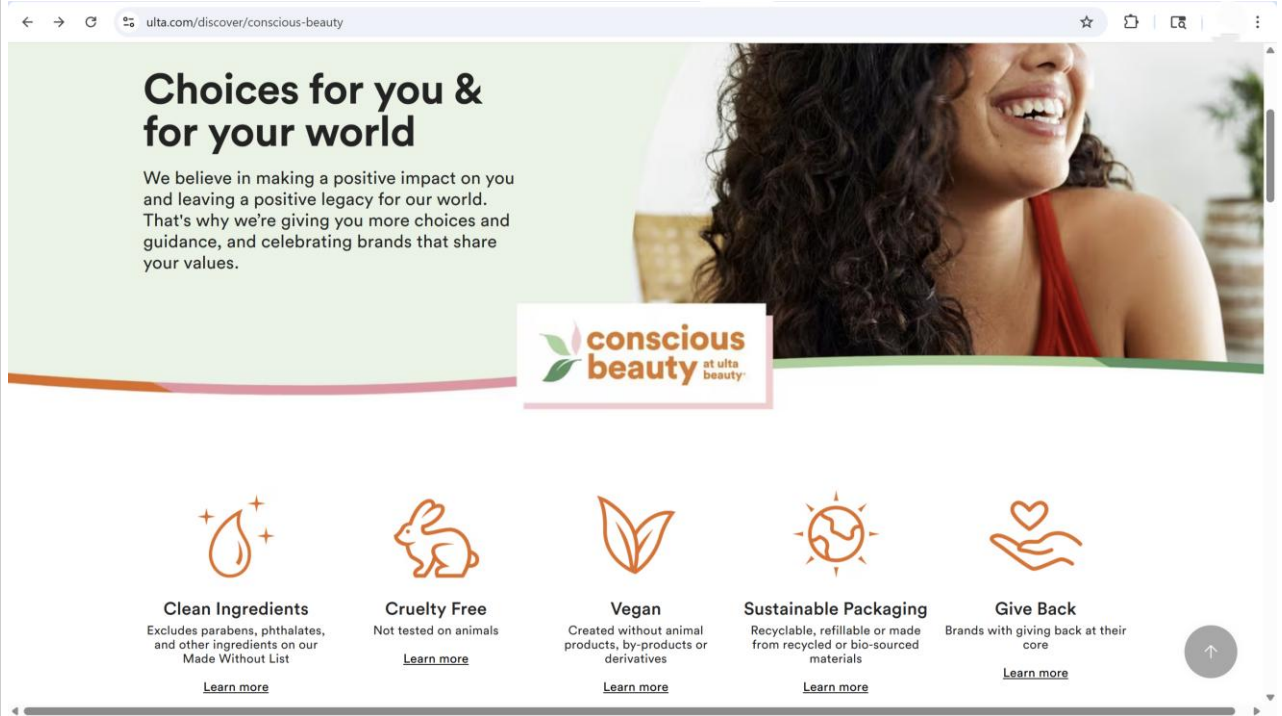 ulta.com/discover/conscious-beauty
Choices for you &
for your world
We believe in making a positive impact on you
and leaving a positive legacy for our world.
That's why we’re giving you more choices and
guidance, and celebrating brands that share
your values.
conscious
beauty at ulta beauty
Clean Ingredients
Excludes parabens, phthalates,
and other ingredients on our
Made Without List
Learn more
Cruelty Free
Not tested on animals
Learn more
Vegan
Created without animal
products, by-products or
derivatives
Learn more
Sustainable Packaging
Recyclable, refillable or made
from recycled or bio-sourced
materials
Learn more
Give Back
Brands with giving back at their
core
Learn more